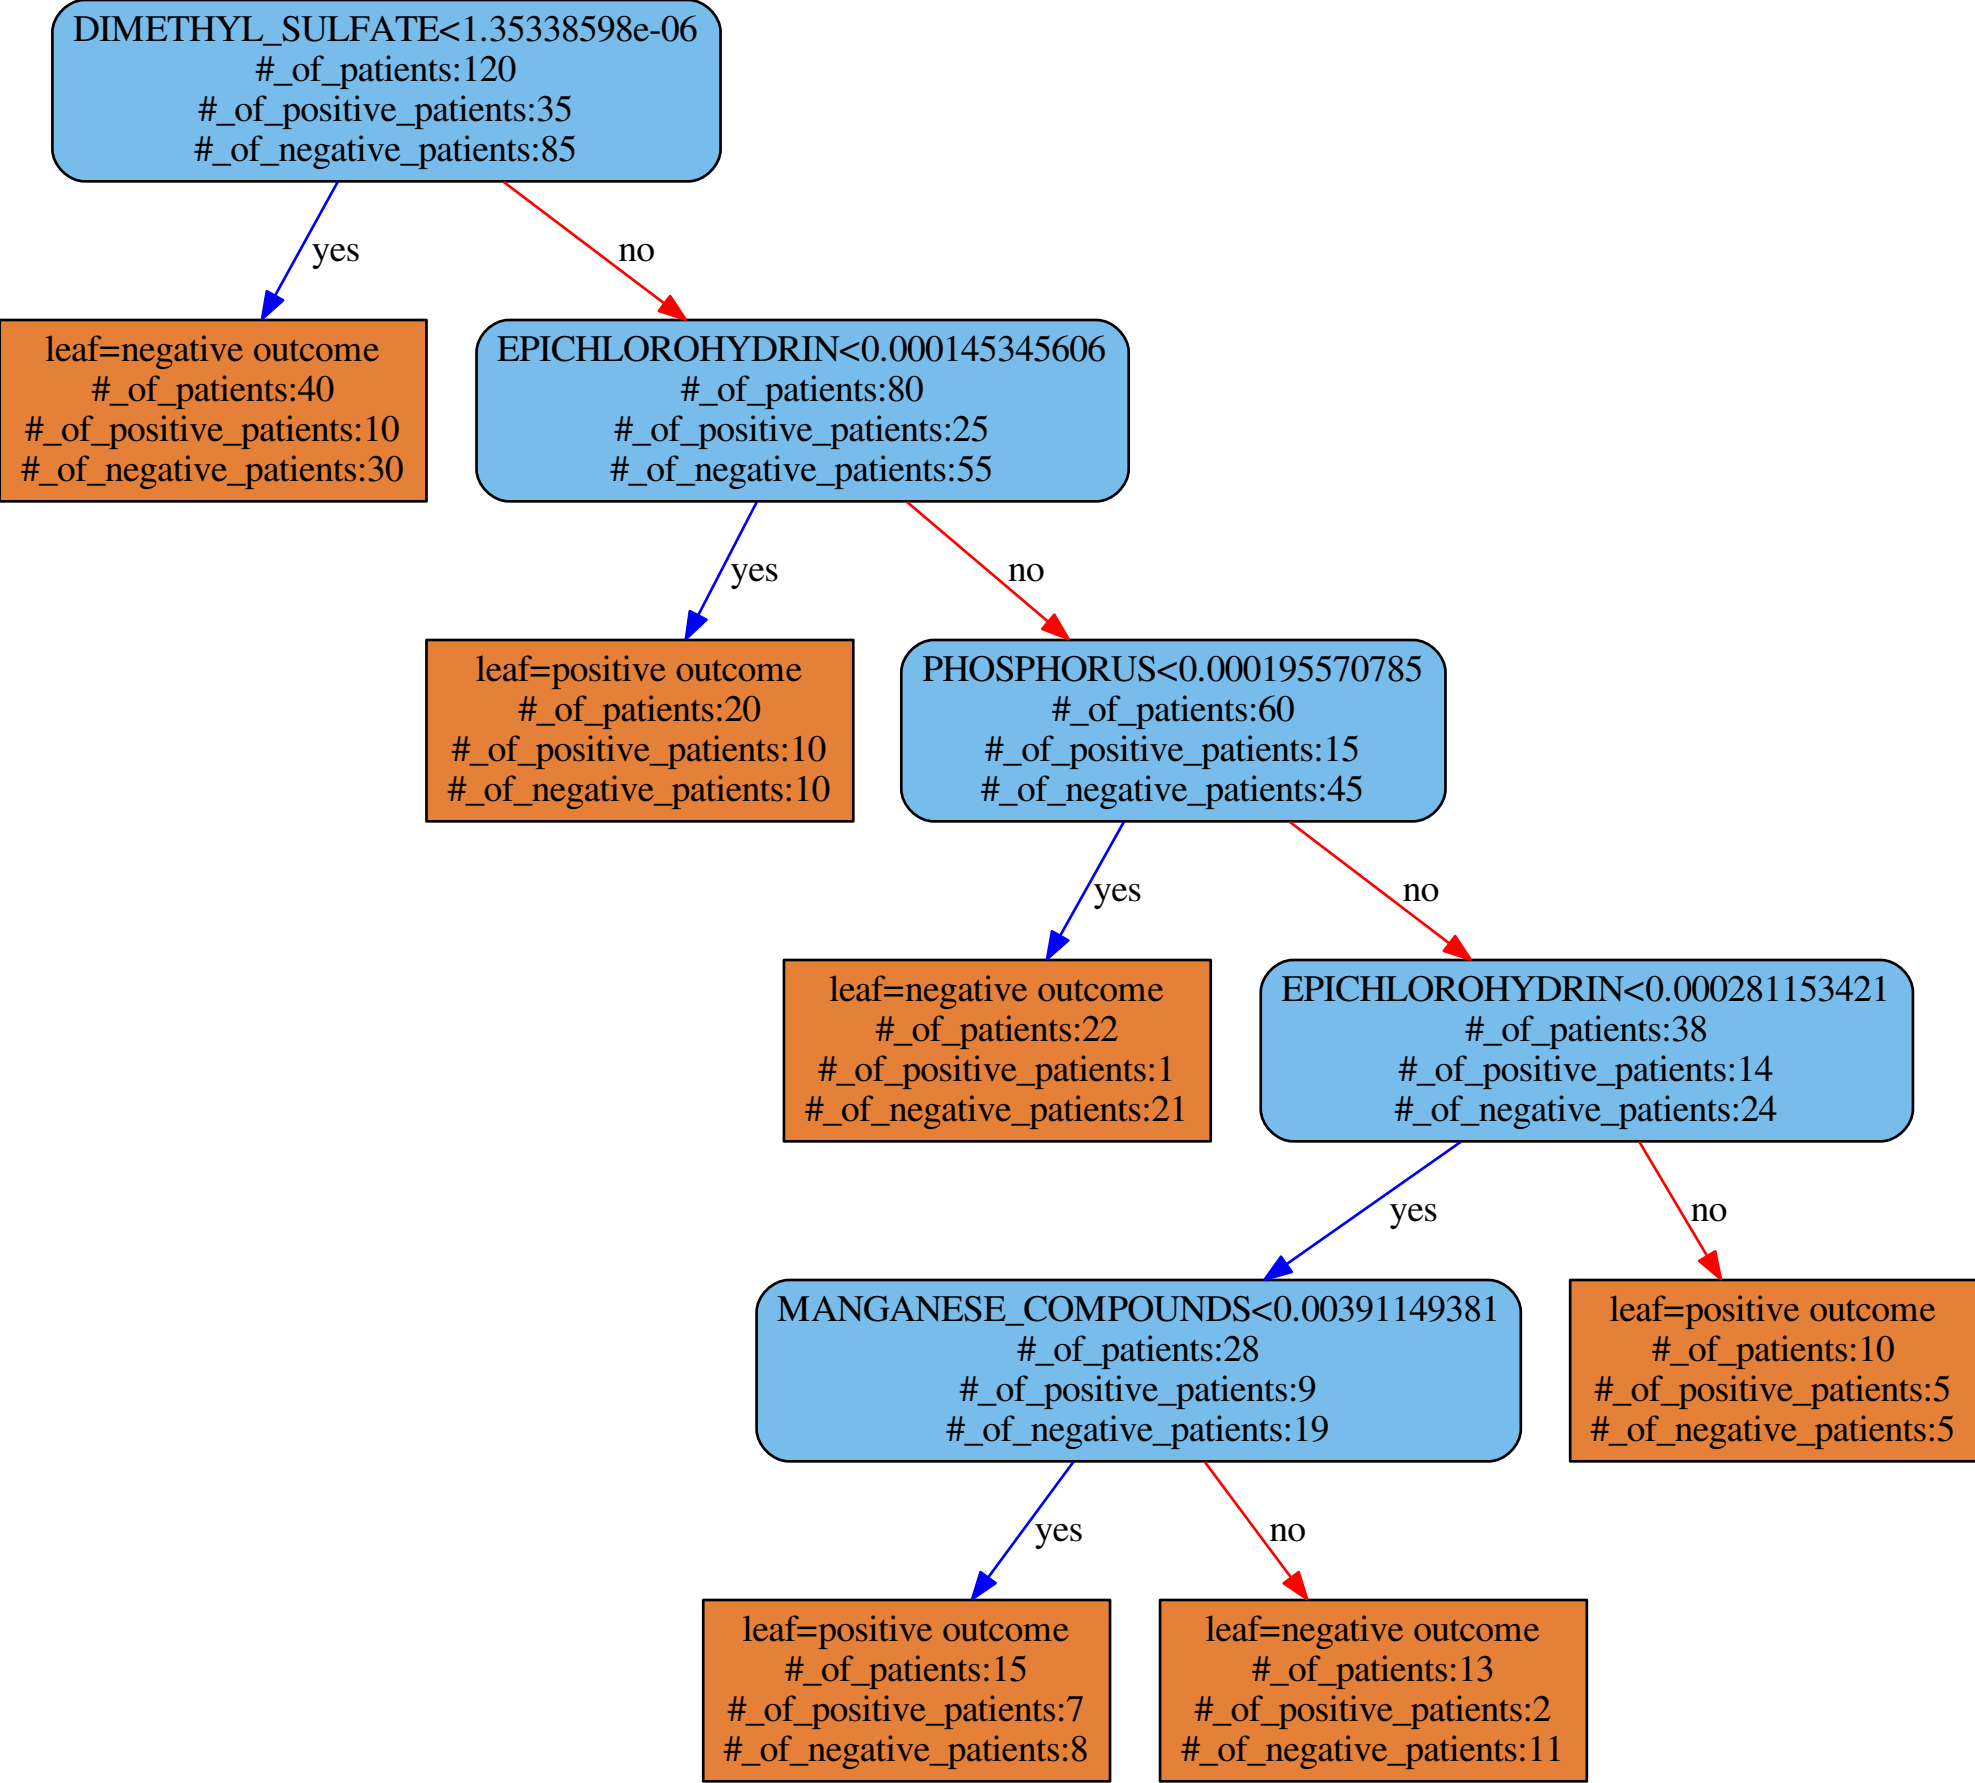 DIMETHYL_SULFATE<1.35338598e-06
#_of_patients:120
#_of_positive_patients:35
#_of_negative_patients:85
yes
no
leaf=negative outcome
#_of_patients:40
#_of_positive_patients:10
#_of_negative_patients:30
EPICHLOROHYDRIN<0.000145345606
#_of_patients:80
#_of_positive_patients:25
#_of_negative_patients:55
yes
no
leaf=positive outcome
#_of_patients:20
#_of_positive_patients:10
#_of_negative_patients:10
PHOSPHORUS<0.000195570785
#_of_patients:60
#_of_positive_patients:15
#_of_negative_patients:45
yes
no
leaf=negative outcome
#_of_patients:22
#_of_positive_patients:1
#_of_negative_patients:21
EPICHLOROHYDRIN<0.000281153421
#_of_patients:38
#_of_positive_patients:14
#_of_negative_patients:24
yes
no
MANGANESE_COMPOUNDS<0.00391149381
#_of_patients:28
#_of_positive_patients:9
#_of_negative_patients:19
leaf=positive outcome
#_of_patients:10
#_of_positive_patients:5
#_of_negative_patients:5
yes
no
leaf=positive outcome
#_of_patients:15
#_of_positive_patients:7
#_of_negative_patients:8
leaf=negative outcome
#_of_patients:13
#_of_positive_patients:2
#_of_negative_patients:11